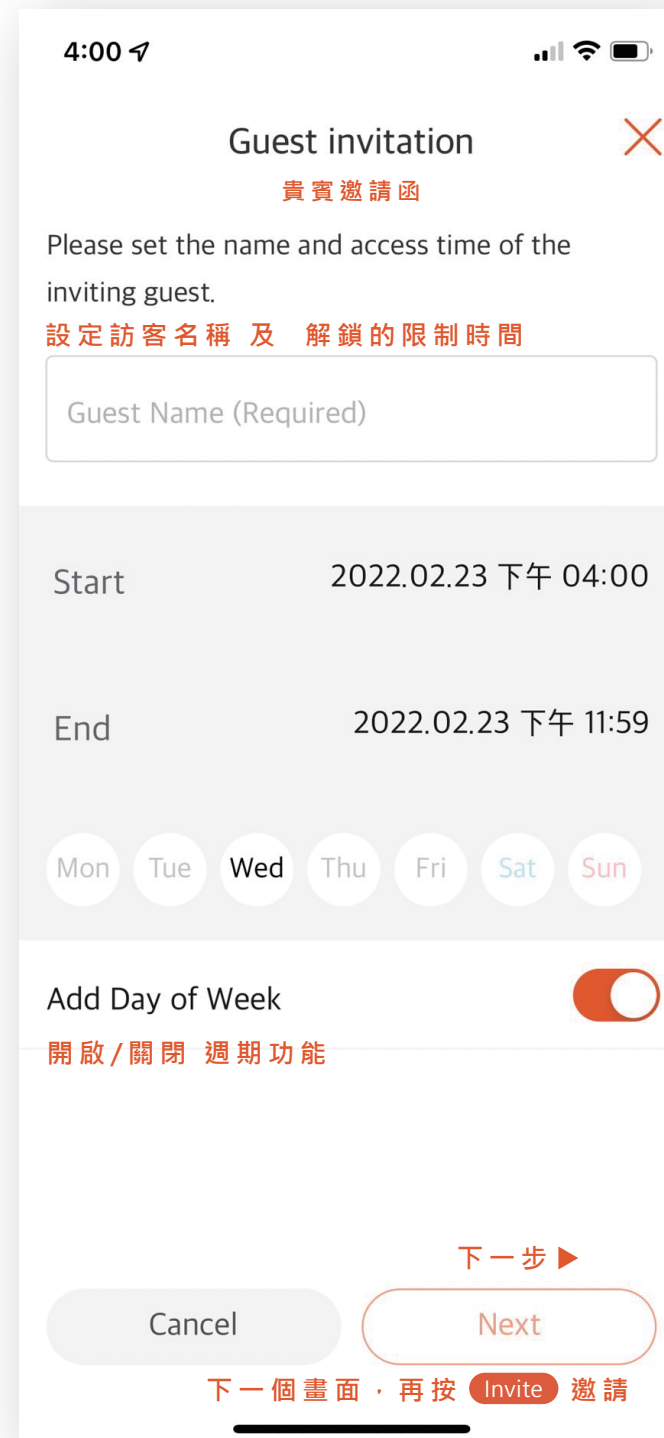 4:00
Guest invitation
貴賓邀請函
Please set the name and access time of the
inviting guest.
設定訪客名稱 及 解鎖的限制時間
Guest Name (Required)
Start 2022.02.23 下午 04:00
End 2022.02.23 下午 11:59
Mon Tue Wed Thu Fri Sat Sun
Add Day of Week
開啟/關閉 週期功能
下一步▶
Cancel Next
下一個畫面，再按 Invite 邀請